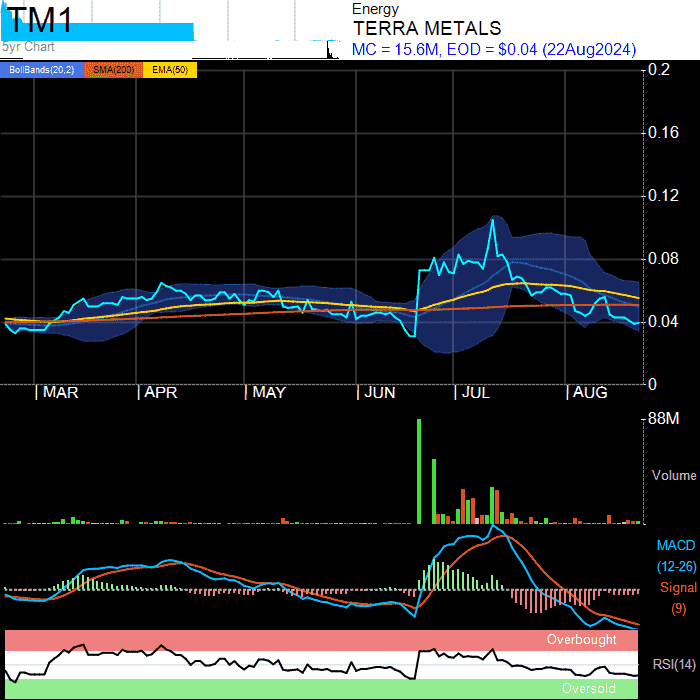 TM1
5yr Chart
Energy
TERRA METALS
MC = 15.6M, EOD = $0.04 (22Aug2024)
BollBands(20,2) SMA(200) EMA(50)
0.2
0.16
0.12
0.08
0.04
0
| MAR | APR | MAY | JUN | JUL | AUG
88M
Volume
MACD
(12-26)
Signal
(9)
Overbought
RSI(14)
Oversold